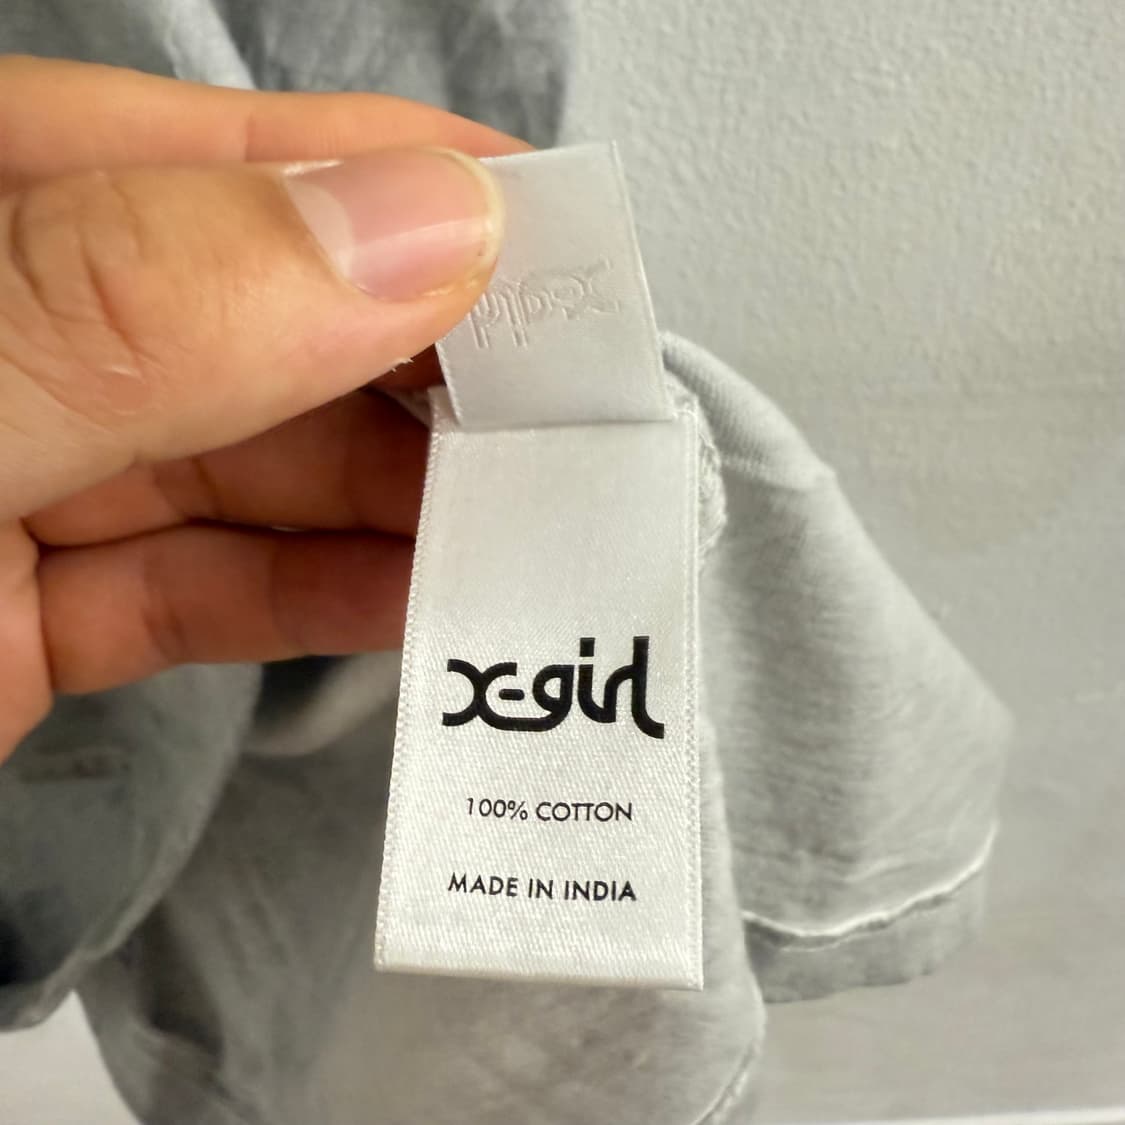 X-girl
100% COTTON
MADE IN INDIA